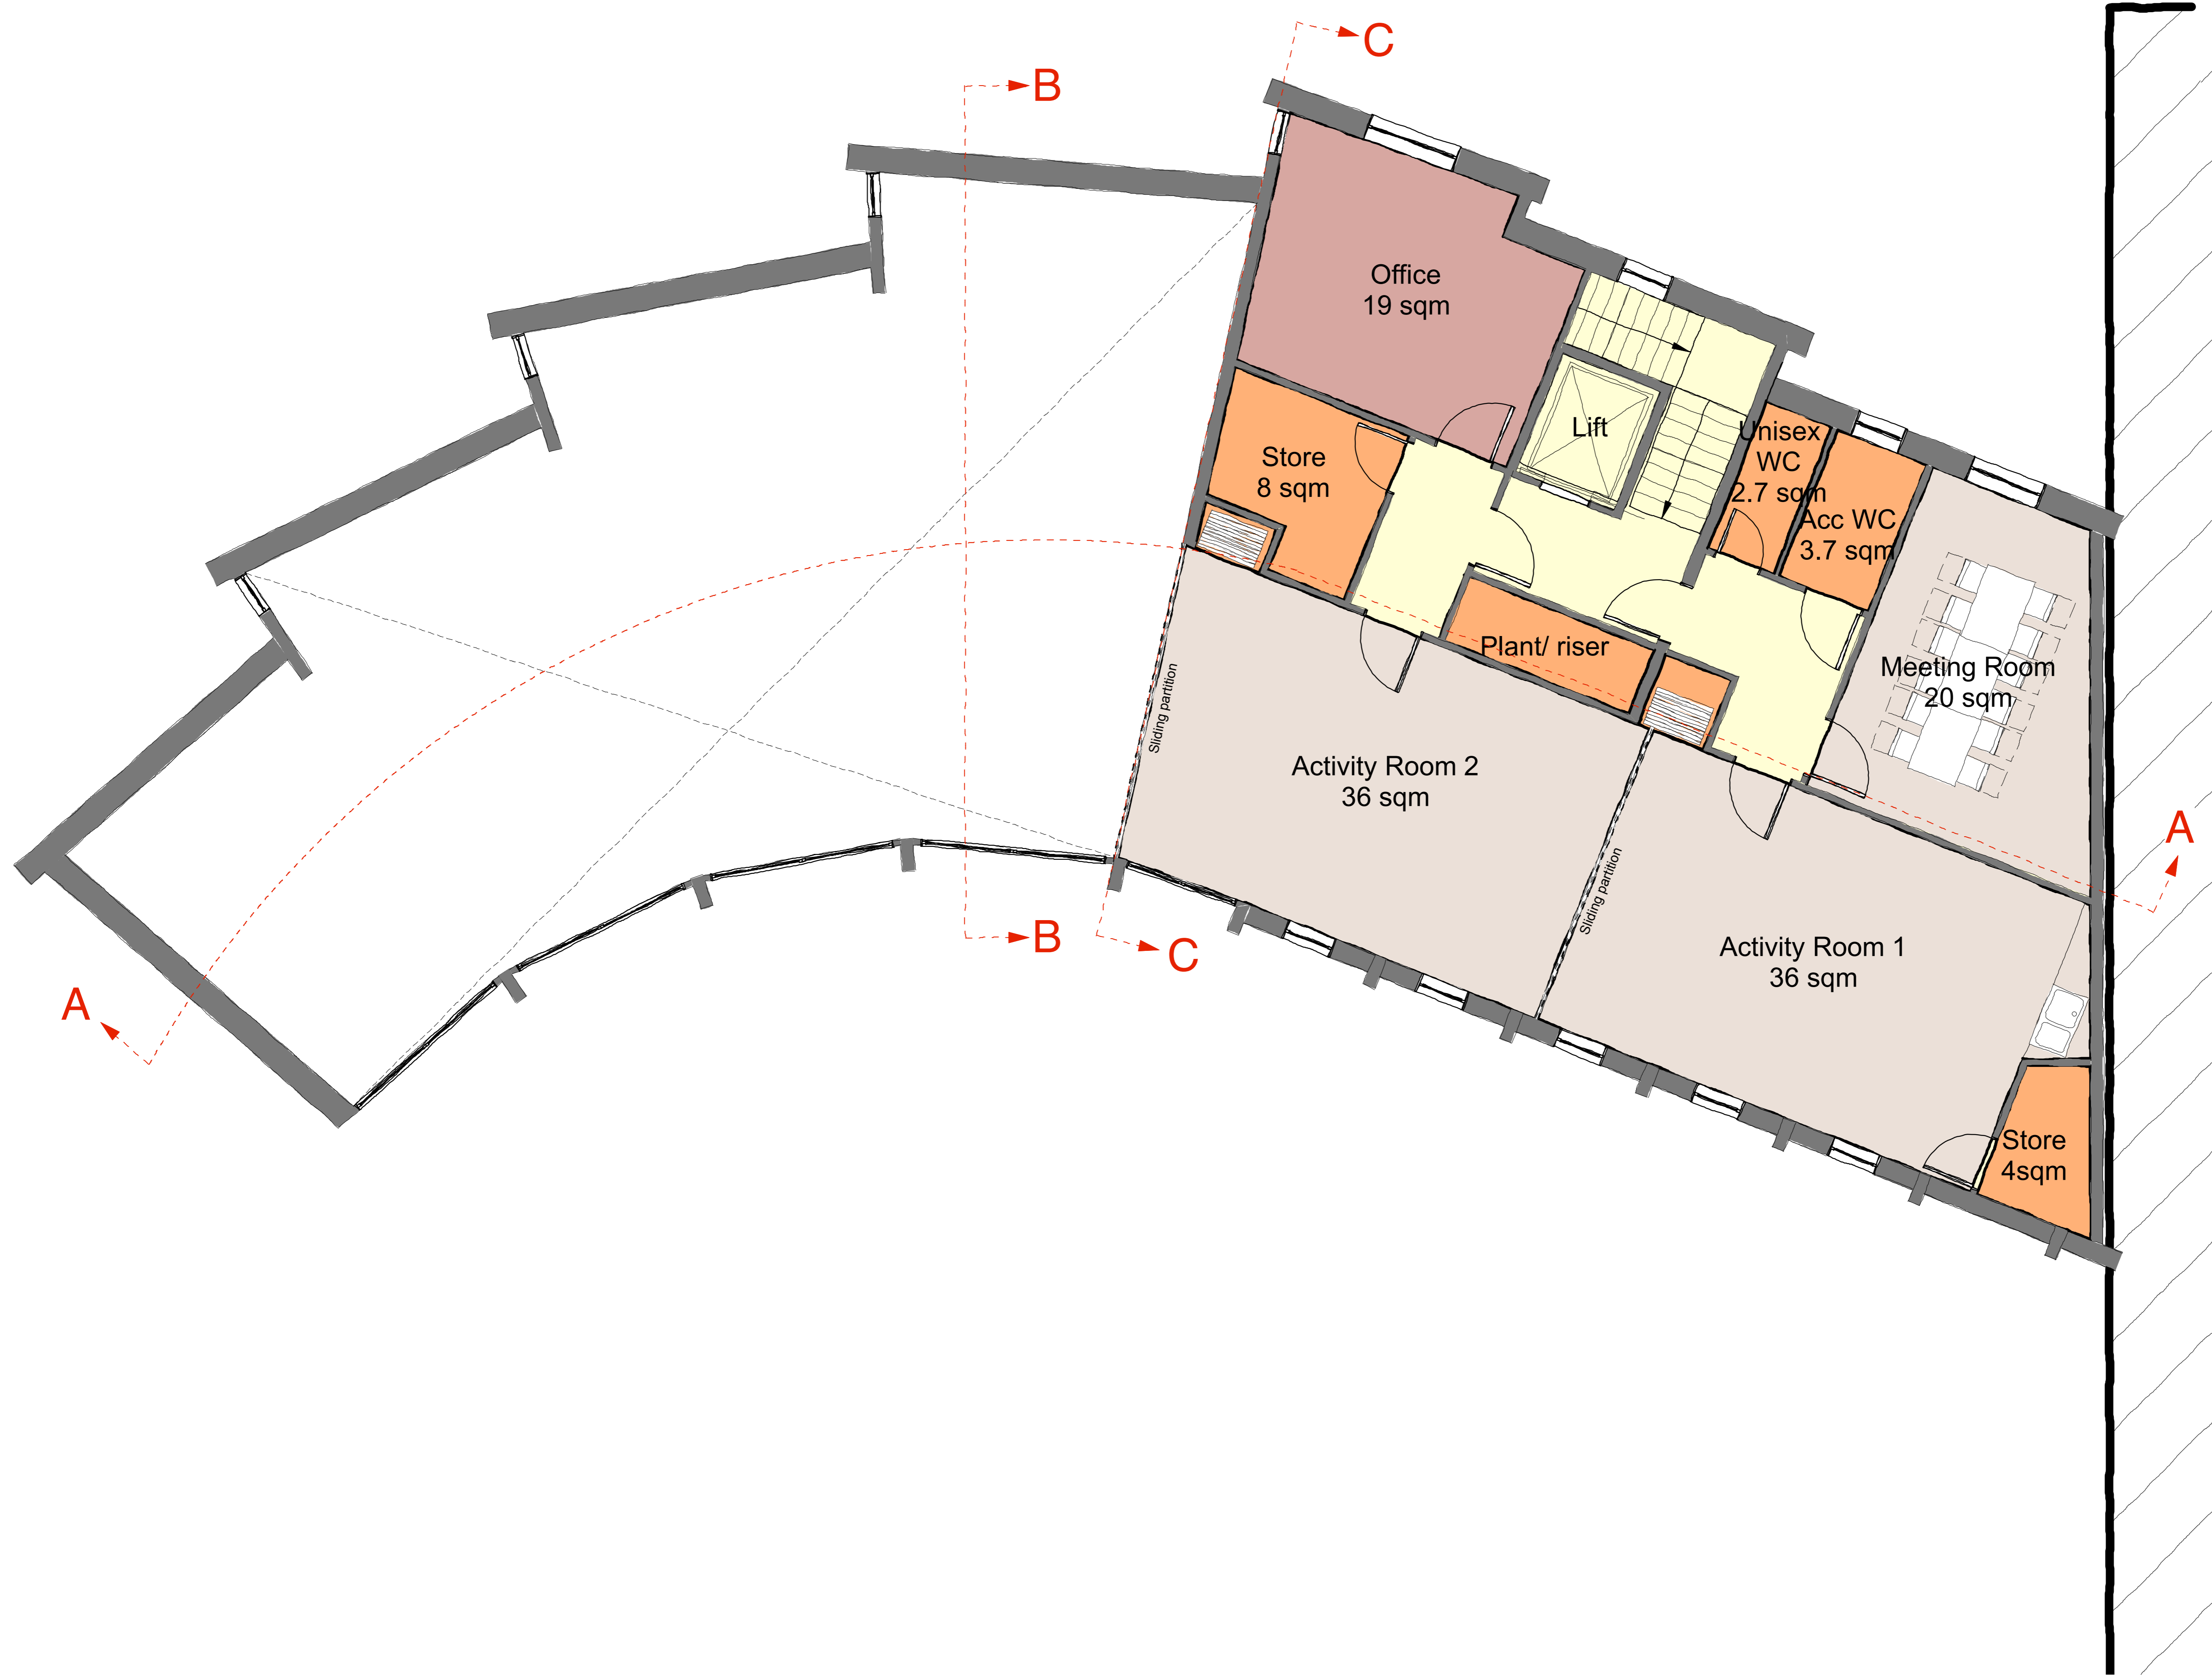 C
B
Office
19 sqm
Lift
Unisex
WC
2.7 sqm
Store
8 sqm
Acc WC
3.7 sqm
Plant/ riser
Meeting Room
20 sqm
Sliding partition
Activity Room 2
36 sqm
A
Sliding partition
B
C
Activity Room 1
36 sqm
A
Store
4sqm